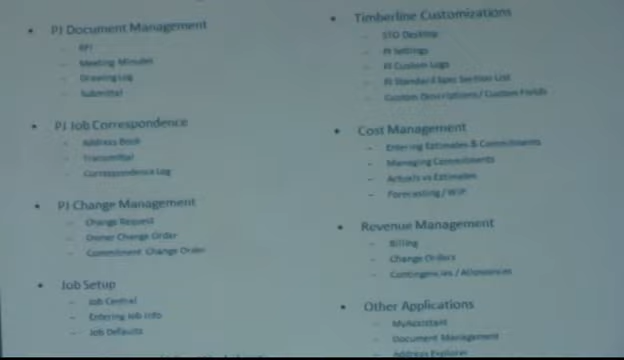 PJ Document Management
RFI
Meeting Minutes
Drawing Log
Submittal
PJ Job Correspondence
Address Book
Transmittal
Correspondence Log
PJ Change Management
Change Request
Owner Change Order
Commitment Change Order
Job Setup
Job Central
Entering Job Info
Job Defaults
Timberline Customizations
STO Desktop
PJ Settings
PJ Custom Logs
PJ Standard Spec Section List
Custom Descriptions / Custom Fields
Cost Management
Entering Estimates & Commitments
Managing Commitments
Actuals vs Estimates
Forecasting / WIP
Revenue Management
Billing
Change Orders
Contingencies / Allowances
Other Applications
MyAssistant
Document Management
Address Explorer